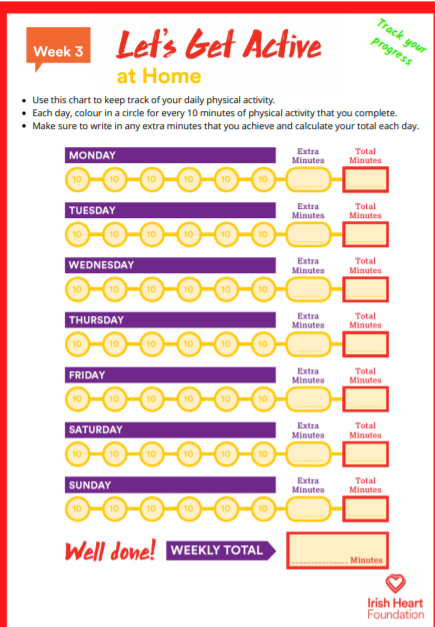 Week 3
Let's Get Active
at Home
Track your
progress
Use this chart to keep track of your daily physical activity.
Each day, colour in a circle for every 10 minutes of physical activity that you complete.
Make sure to write in any extra minutes that you achieve and calculate your total each day.
MONDAY Extra Minutes Total Minutes
10 10 10 10 10 10
TUESDAY Extra Minutes Total Minutes
10 10 10 10 10 10
WEDNESDAY Extra Minutes Total Minutes
10 10 10 10 10 10
THURSDAY Extra Minutes Total Minutes
10 10 10 10 10 10
FRIDAY Extra Minutes Total Minutes
10 10 10 10 10 10
SATURDAY Extra Minutes Total Minutes
10 10 10 10 10 10
SUNDAY Extra Minutes Total Minutes
10 10 10 10 10 10
Well done! WEEKLY TOTAL Minutes
Irish Heart
Foundation